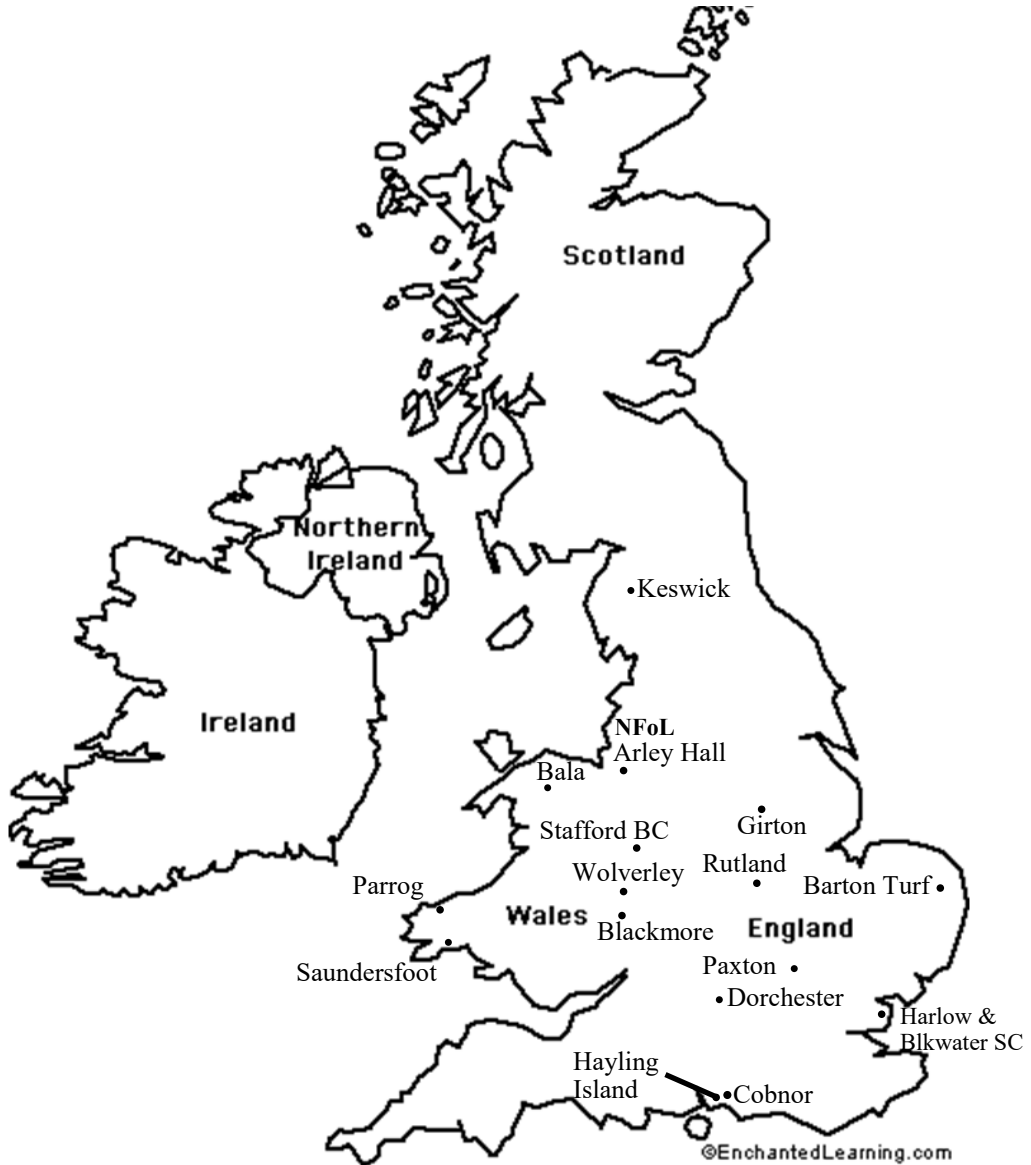 Scotland
Northern
Ireland
Keswick
Ireland
NFoL
Arley Hall
Bala
Stafford BC
Girton
Wolverley
Rutland
Parrog
Barton Turf
Wales
Blackmore
England
Saundersfoot
Paxton
Dorchester
Harlow &
Blkwater SC
Hayling
Island
Cobnor
©EnchantedLearning.com